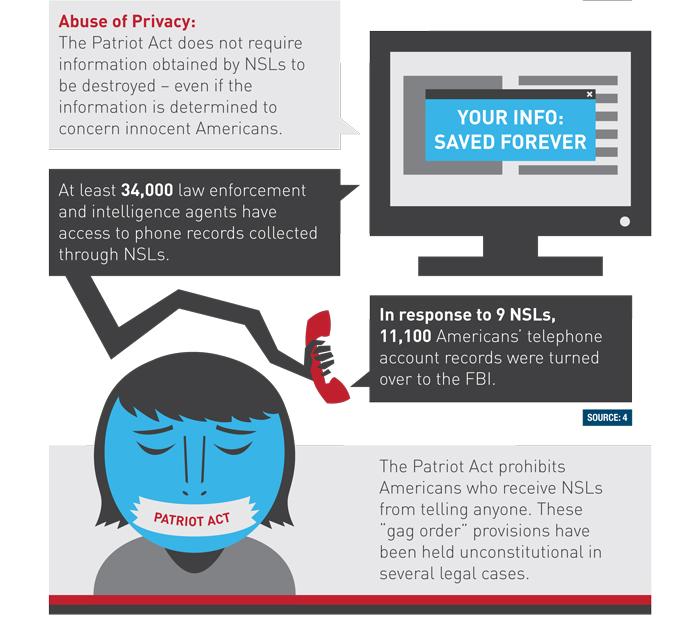 Abuse of Privacy:
The Patriot Act does not require
information obtained by NSLs to
be destroyed – even if the
information is determined to
concern innocent Americans.
YOUR INFO:
SAVED FOREVER
At least 34,000 law enforcement
and intelligence agents have
access to phone records collected
through NSLs.
In response to 9 NSLs,
11,100 Americans' telephone
account records were turned
over to the FBI.
SOURCE: 4
PATRIOT ACT
The Patriot Act prohibits
Americans who receive NSLs
from telling anyone. These
"gag order" provisions have
been held unconstitutional in
several legal cases.